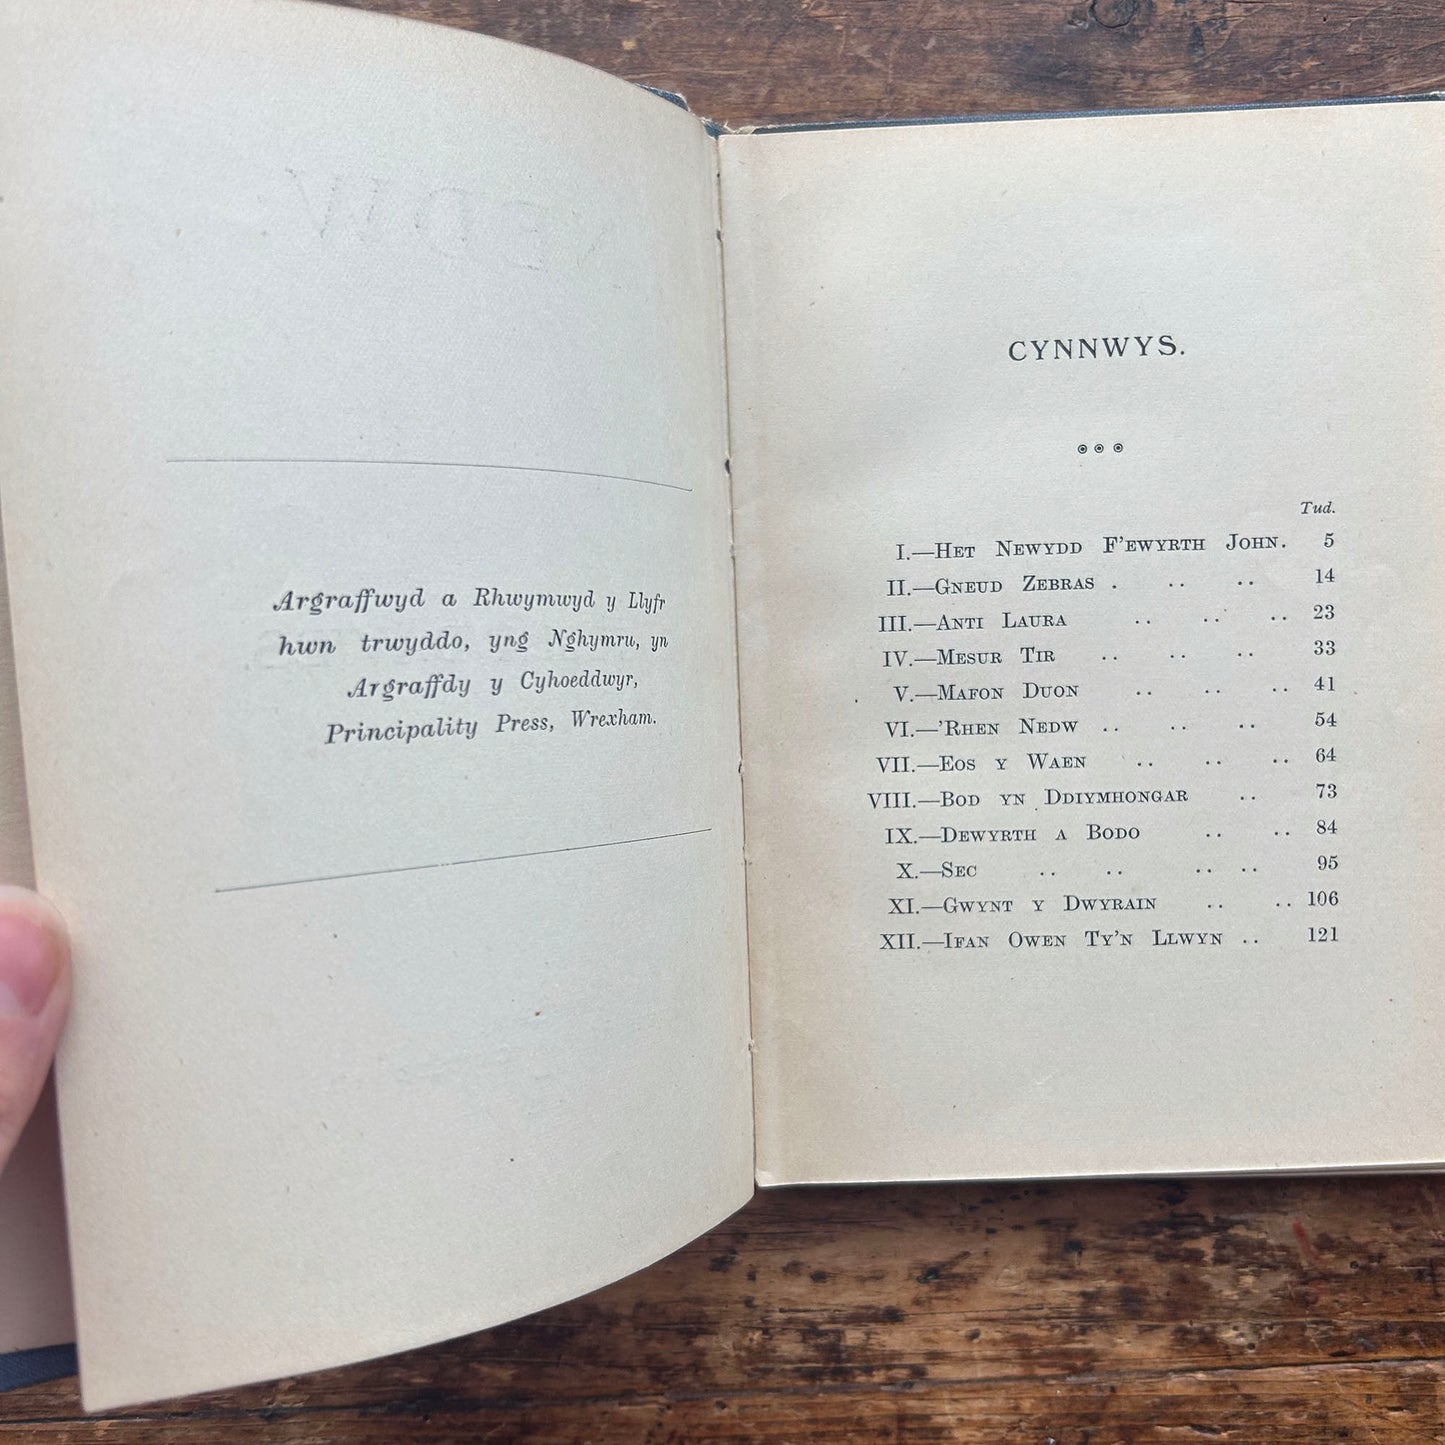 Argraffwyd a Rhwymwyd y Llyfr
hwn trwyddo, yng Nghymru, yn
Argraffdy y Cyhoeddwyr,
Principality Press, Wrexham.
CYNNWYS.
Tud.
I.—Het Newydd F'ewyrth John. 5
II.—Gneud Zebras . .. .. 14
III.—Anti Laura .. .. .. 23
IV.—Mesur Tir .. .. .. 33
V.—Mafon Duon .. .. .. 41
VI.—'Rhen Nedw .. .. .. 54
VII.—Eos y Waen .. .. .. 64
VIII.—Bod yn Ddiymhongar .. 73
IX.—Dewyrth a Bodo .. .. 84
X.—Sec .. .. .. .. 95
XI.—Gwynt y Dwyrain .. .. 106
XII.—Ifan Owen Ty'n Llwyn .. 121